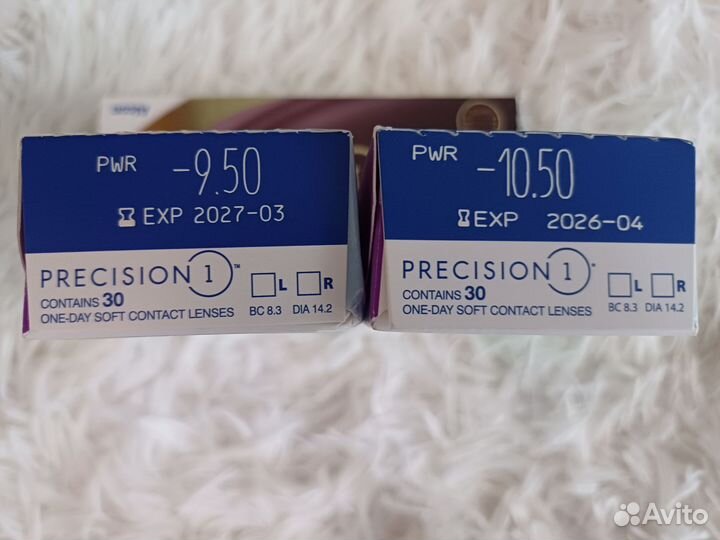 PWR -9.50
EXP 2027-03
PRECISION 1™
CONTAINS 30
ONE-DAY SOFT CONTACT LENSES
L R
BC 8.3 DIA 14.2
PWR -10.50
EXP 2026-04
PRECISION 1
CONTAINS 30
ONE-DAY SOFT CONTACT LENSES
L R
BC 8.3 DIA 14.2
Avito